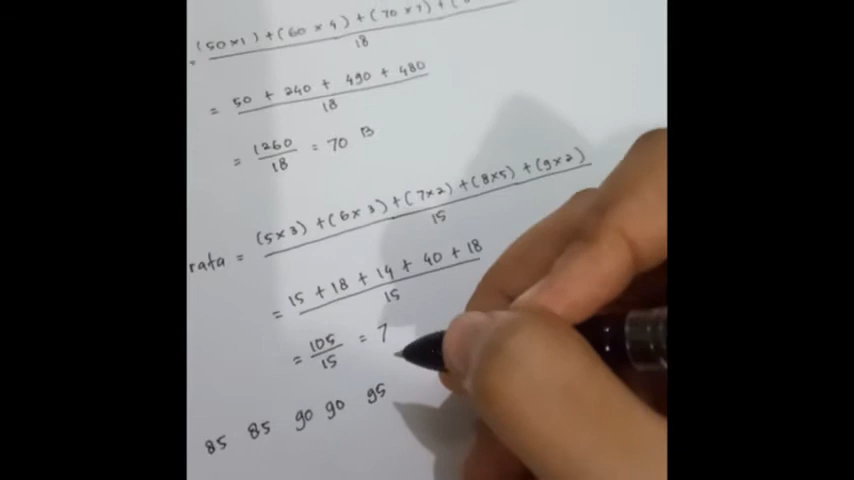 = (50 x 1) + (60 x 4) + (70 x 7) + (
18
= 50 + 240 + 490 + 480
18
= 1260
18
= 70 B
rata = (5 x 3) + (6 x 3) + (7 x 2) + (8 x 5) + (9 x 2)
15
= 15 + 18 + 14 + 40 + 18
15
= 105
15
= 7
85 85 90 90 95